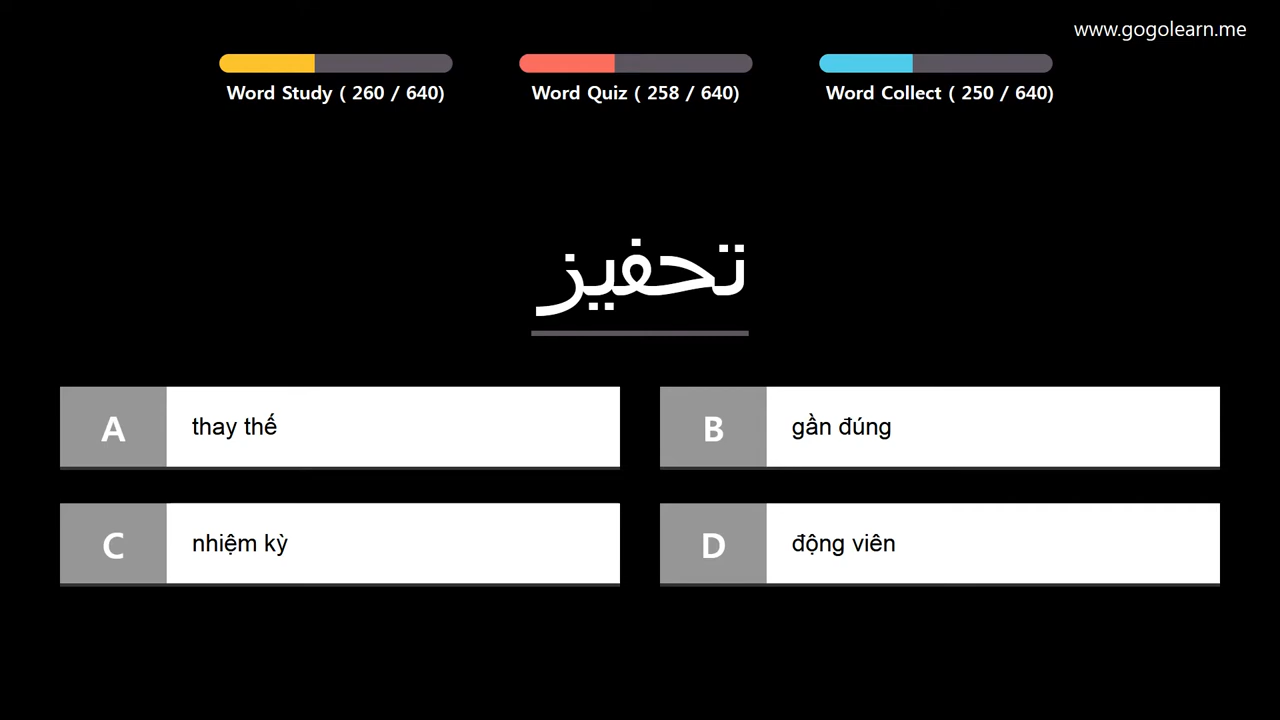 www.gogolearn.me
Word Study ( 260 / 640)
Word Quiz ( 258 / 640)
Word Collect ( 250 / 640)
تحفيز
A
thay thế
B
gần đúng
C
nhiệm kỳ
D
động viên